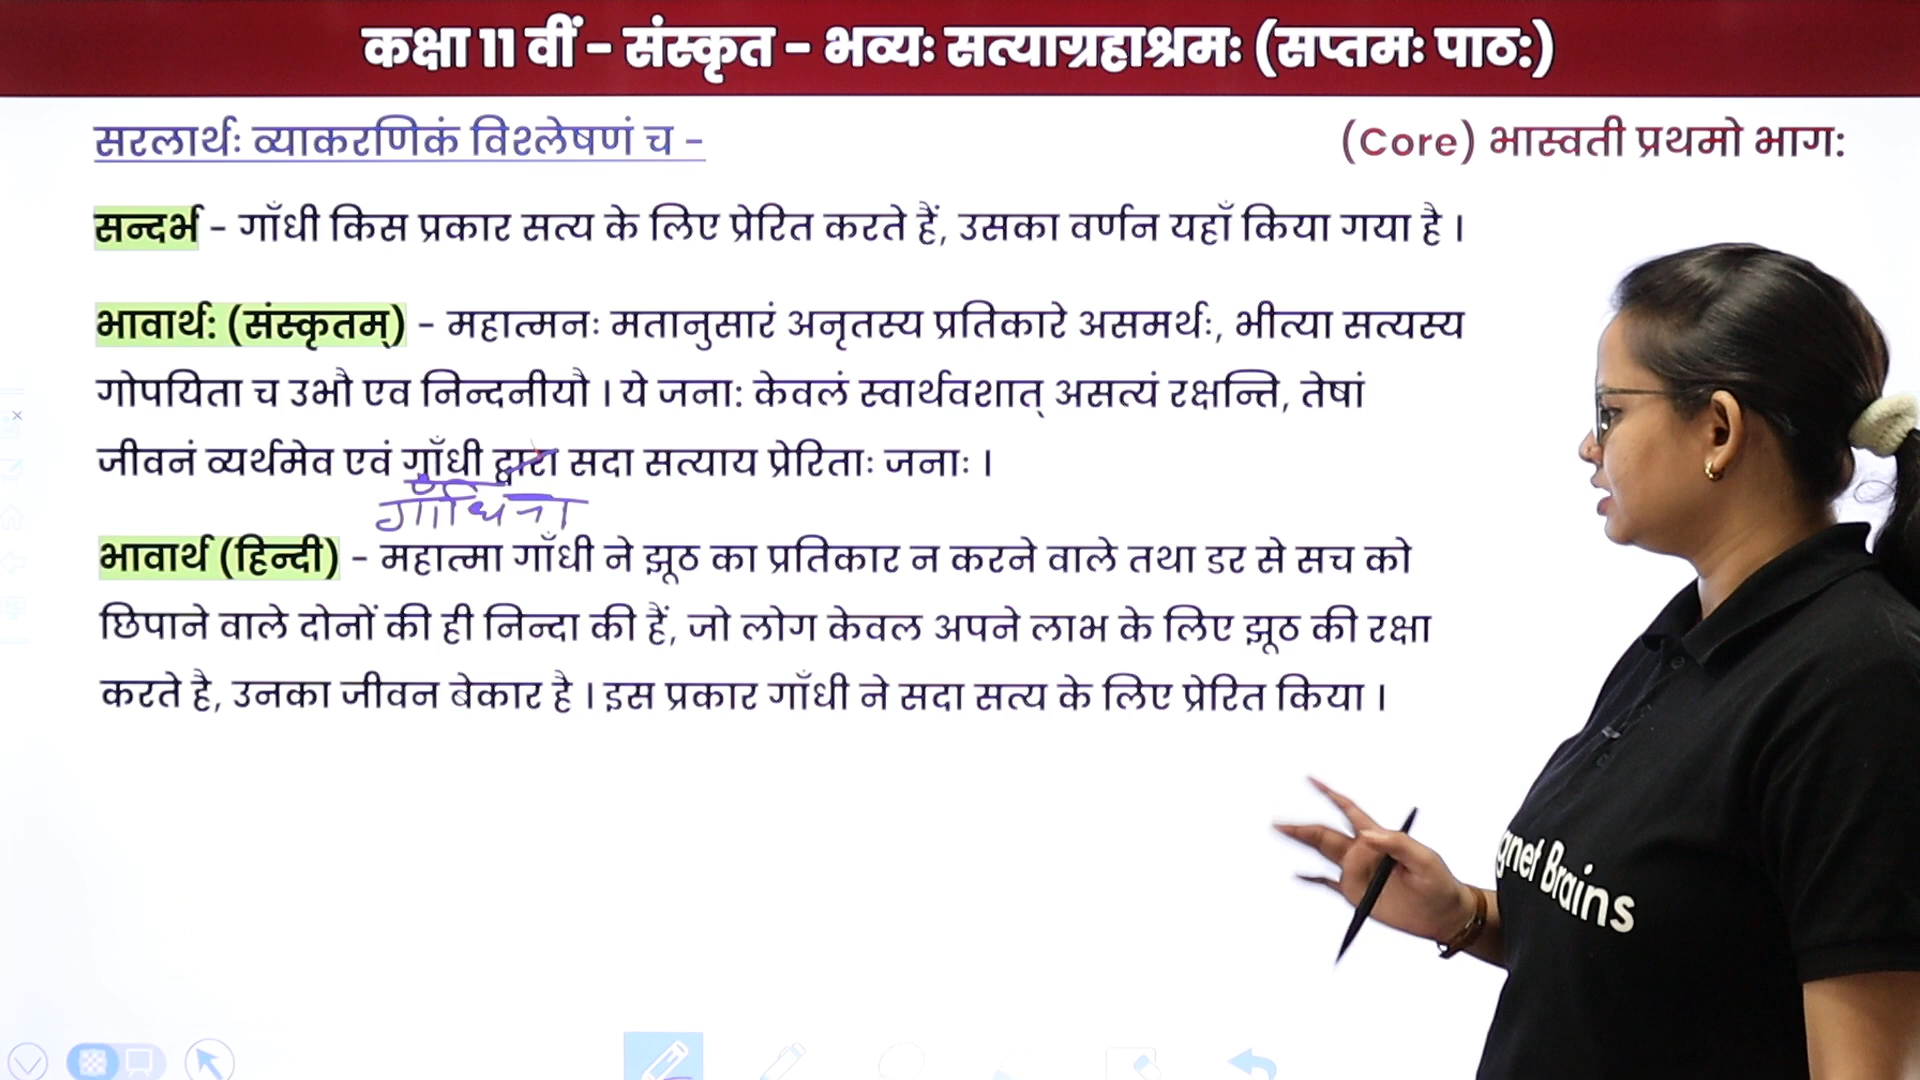 कक्षा 11 वीं - संस्कृत - भव्यः सत्याग्रहाश्रमः (सप्तमः पाठः)
सरलार्थः व्याकरणिकं विश्लेषणं च -
(Core) भास्वती प्रथमो भागः
सन्दर्भ - गाँधी किस प्रकार सत्य के लिए प्रेरित करते हैं, उसका वर्णन यहाँ किया गया है ।
भावार्थः (संस्कृतम्) - महात्मनः मतानुसारं अनृतस्य प्रतिकारे असमर्थः, भीत्या सत्यस्य
गोपयिता च उभौ एव निन्दनीयौ । ये जनाः केवलं स्वार्थवशात् असत्यं रक्षन्ति, तेषां
जीवनं व्यर्थमेव एवं गाँधी द्वारा सदा सत्याय प्रेरिताः जनाः ।
गाँधिना
भावार्थ (हिन्दी) - महात्मा गाँधी ने झूठ का प्रतिकार न करने वाले तथा डर से सच को
छिपाने वाले दोनों की ही निन्दा की हैं, जो लोग केवल अपने लाभ के लिए झूठ की रक्षा
करते है, उनका जीवन बेकार है । इस प्रकार गाँधी ने सदा सत्य के लिए प्रेरित किया ।
gnet Brains